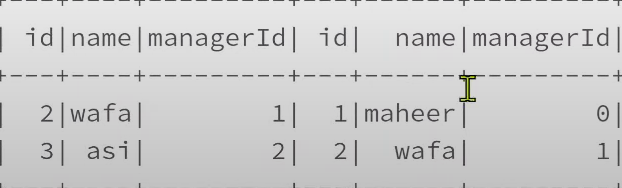 | id|name|managerId| id|  name|managerId|
+---+----+---------+---+------+---------+
|  2|wafa|        1|  1|maheer|        0|
|  3| asi|        2|  2|  wafa|        1|